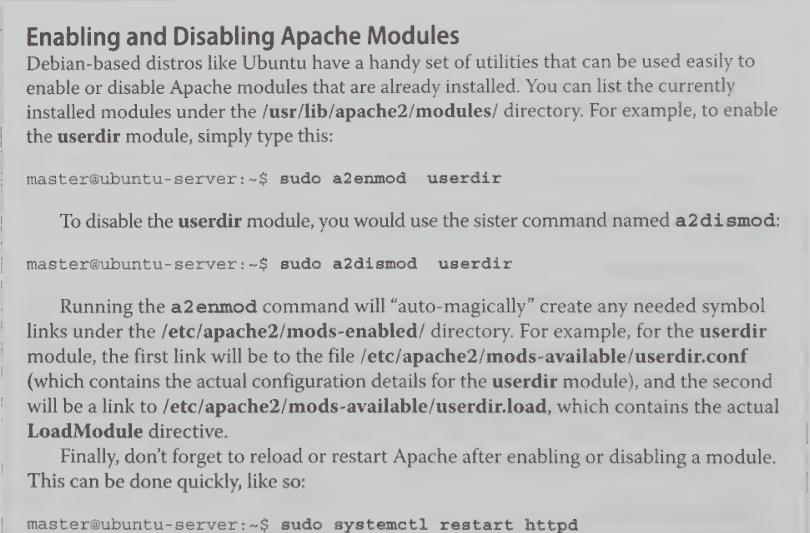 Enabling and Disabling Apache Modules
Debian-based distros like Ubuntu have a handy set of utilities that can be used easily to
enable or disable Apache modules that are already installed. You can list the currently
installed modules under the /usr/lib/apache2/modules/ directory. For example, to enable
the userdir module, simply type this:
master@ubuntu-server:~$ sudo a2enmod  userdir
To disable the userdir module, you would use the sister command named a2dismod:
master@ubuntu-server:~$ sudo a2dismod  userdir
Running the a2enmod command will “auto-magically” create any needed symbol
links under the /etc/apache2/mods-enabled/ directory. For example, for the userdir
module, the first link will be to the file /etc/apache2/mods-available/userdir.conf
(which contains the actual configuration details for the userdir module), and the second
will be a link to /etc/apache2/mods-available/userdir.load, which contains the actual
LoadModule directive.
Finally, don’t forget to reload or restart Apache after enabling or disabling a module.
This can be done quickly, like so:
master@ubuntu-server:~$ sudo systemctl restart httpd